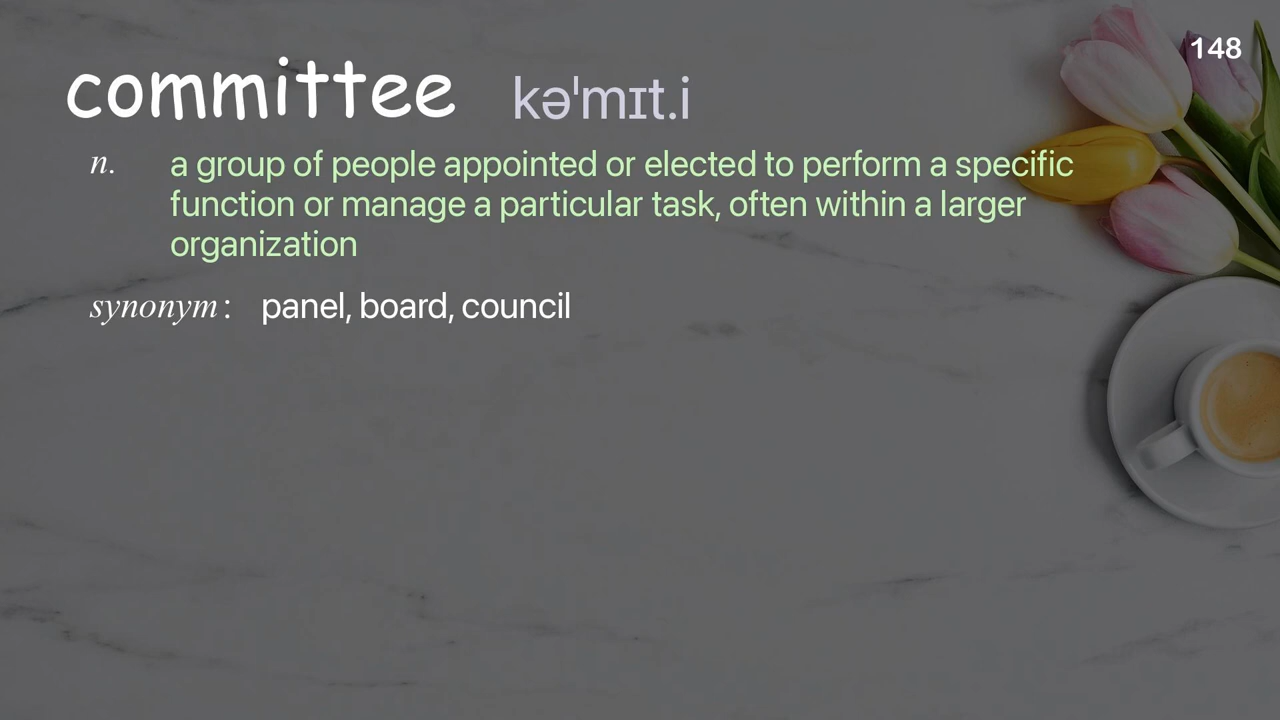 148
committee kəˈmɪt.i
n. a group of people appointed or elected to perform a specific
function or manage a particular task, often within a larger
organization
synonym: panel, board, council